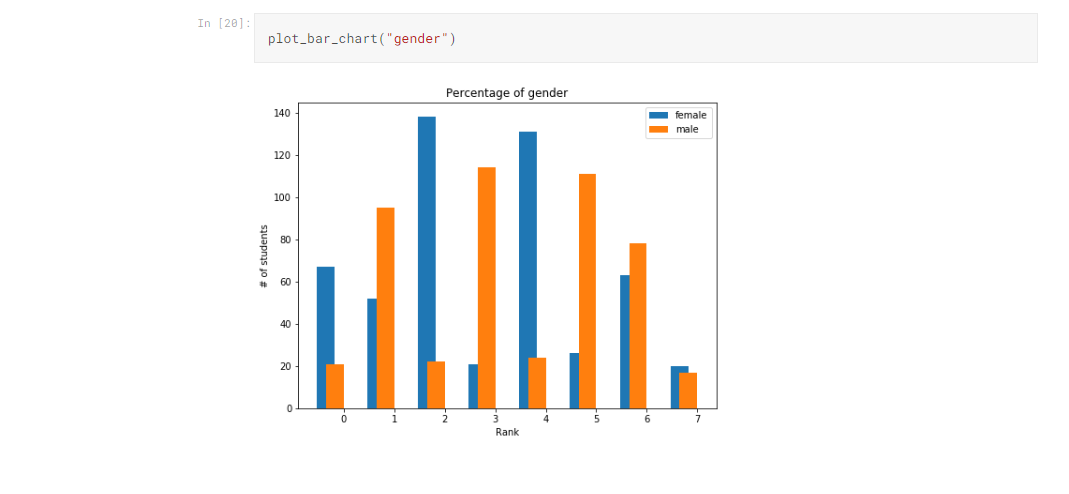 In [20]:
plot_bar_chart("gender")
Percentage of gender
female
male
140
120
100
80
60
40
20
0
# of students
0 1 2 3 4 5 6 7
Rank